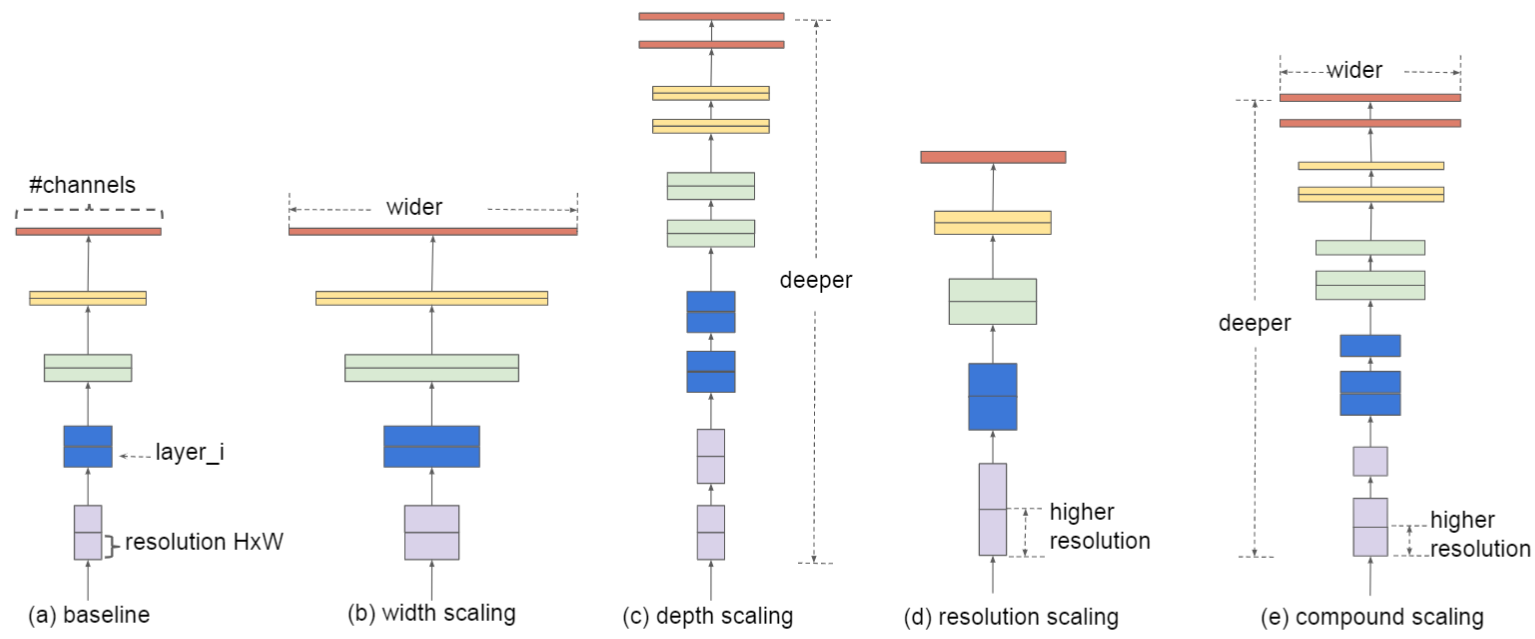 #channels
layer_i
resolution HxW
(a) baseline
wider
(b) width scaling
deeper
(c) depth scaling
higher
resolution
(d) resolution scaling
wider
deeper
higher
resolution
(e) compound scaling